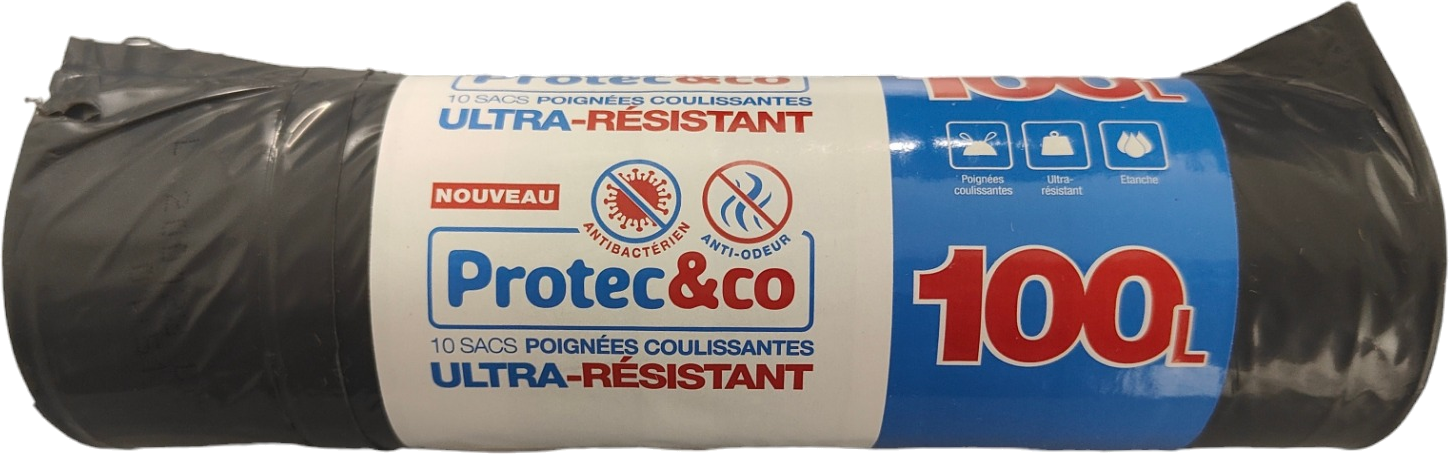 Protec&co
10 SACS POIGNÉES COULISSANTES
ULTRA-RÉSISTANT
NOUVEAU
ANTIBACTÉRIEN
ANTI-ODEUR
Protec&co
10 SACS POIGNÉES COULISSANTES
ULTRA-RÉSISTANT
100L
Poignées
coulissantes
Ultra-
résistant
Etanche
100L